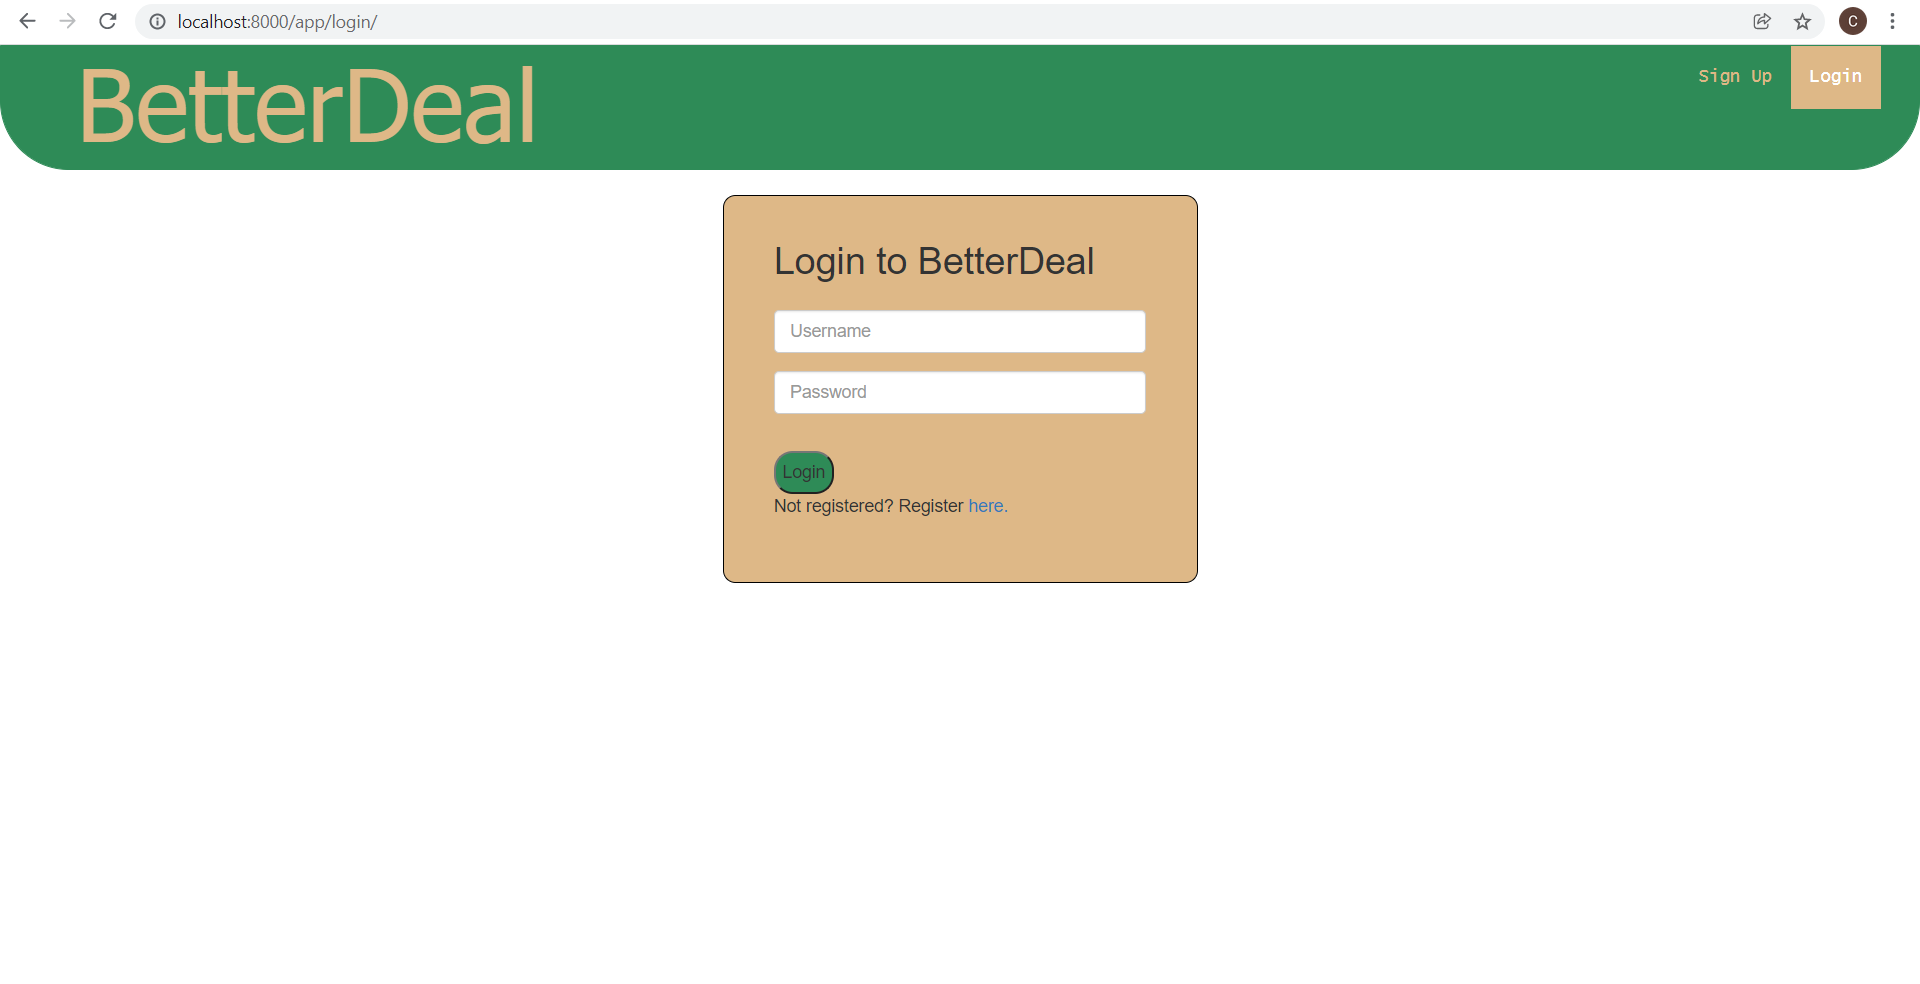 localhost:8000/app/login/
C
BetterDeal
Sign Up
Login
Login to BetterDeal
Username
Password
Login
Not registered? Register here.